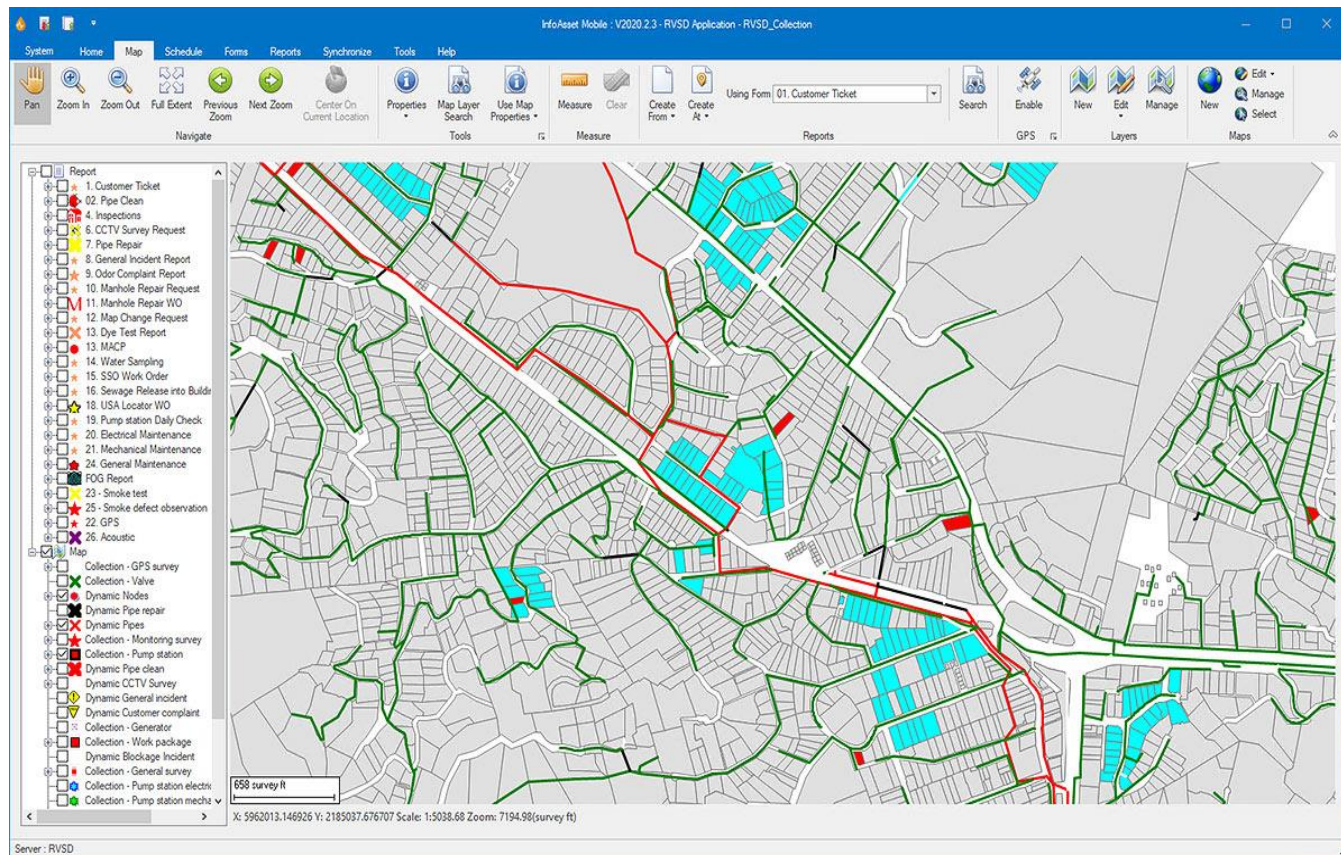 InfoAsset Mobile : V2020.2.3 - RVSD Application - RVSD_Collection
System Home Map Schedule Forms Reports Synchronize Tools Help
Pan
Zoom In
Zoom Out
Full Extent
Previous Zoom
Next Zoom
Center On Current Location
Navigate
Properties
Map Layer Search
Use Map Properties
Tools
Measure
Clear
Measure
Create From
Create At
Using Form 01. Customer Ticket
Search
Reports
Enable
GPS
New
Edit
Manage
Layers
New
Edit
Manage
Select
Maps
Report
1. Customer Ticket
02. Pipe Clean
4. Inspections
6. CCTV Survey Request
7. Pipe Repair
8. General Incident Report
9. Odor Complaint Report
10. Manhole Repair Request
11. Manhole Repair WO
12. Map Change Request
13. Dye Test Report
13. MACP
14. Water Sampling
15. SSO Work Order
16. Sewage Release into Buildir
18. USA Locator WO
19. Pump station Daily Check
20. Electrical Maintenance
21. Mechanical Maintenance
24. General Maintenance
FOG Report
23 - Smoke test
25 - Smoke defect observation
22. GPS
26. Acoustic
Map
Collection - GPS survey
Collection - Valve
Dynamic Nodes
Dynamic Pipe repair
Dynamic Pipes
Collection - Monitoring survey
Collection - Pump station
Dynamic Pipe clean
Dynamic CCTV Survey
Dynamic General incident
Dynamic Customer complaint
Collection - Generator
Collection - Work package
Dynamic Blockage Incident
Collection - General survey
Collection - Pump station electric
Collection - Pump station mecha
658 survey ft
X: 5962013.146926 Y: 2185037.676707 Scale: 1:5038.68 Zoom: 7194.98(survey ft)
Server : RVSD